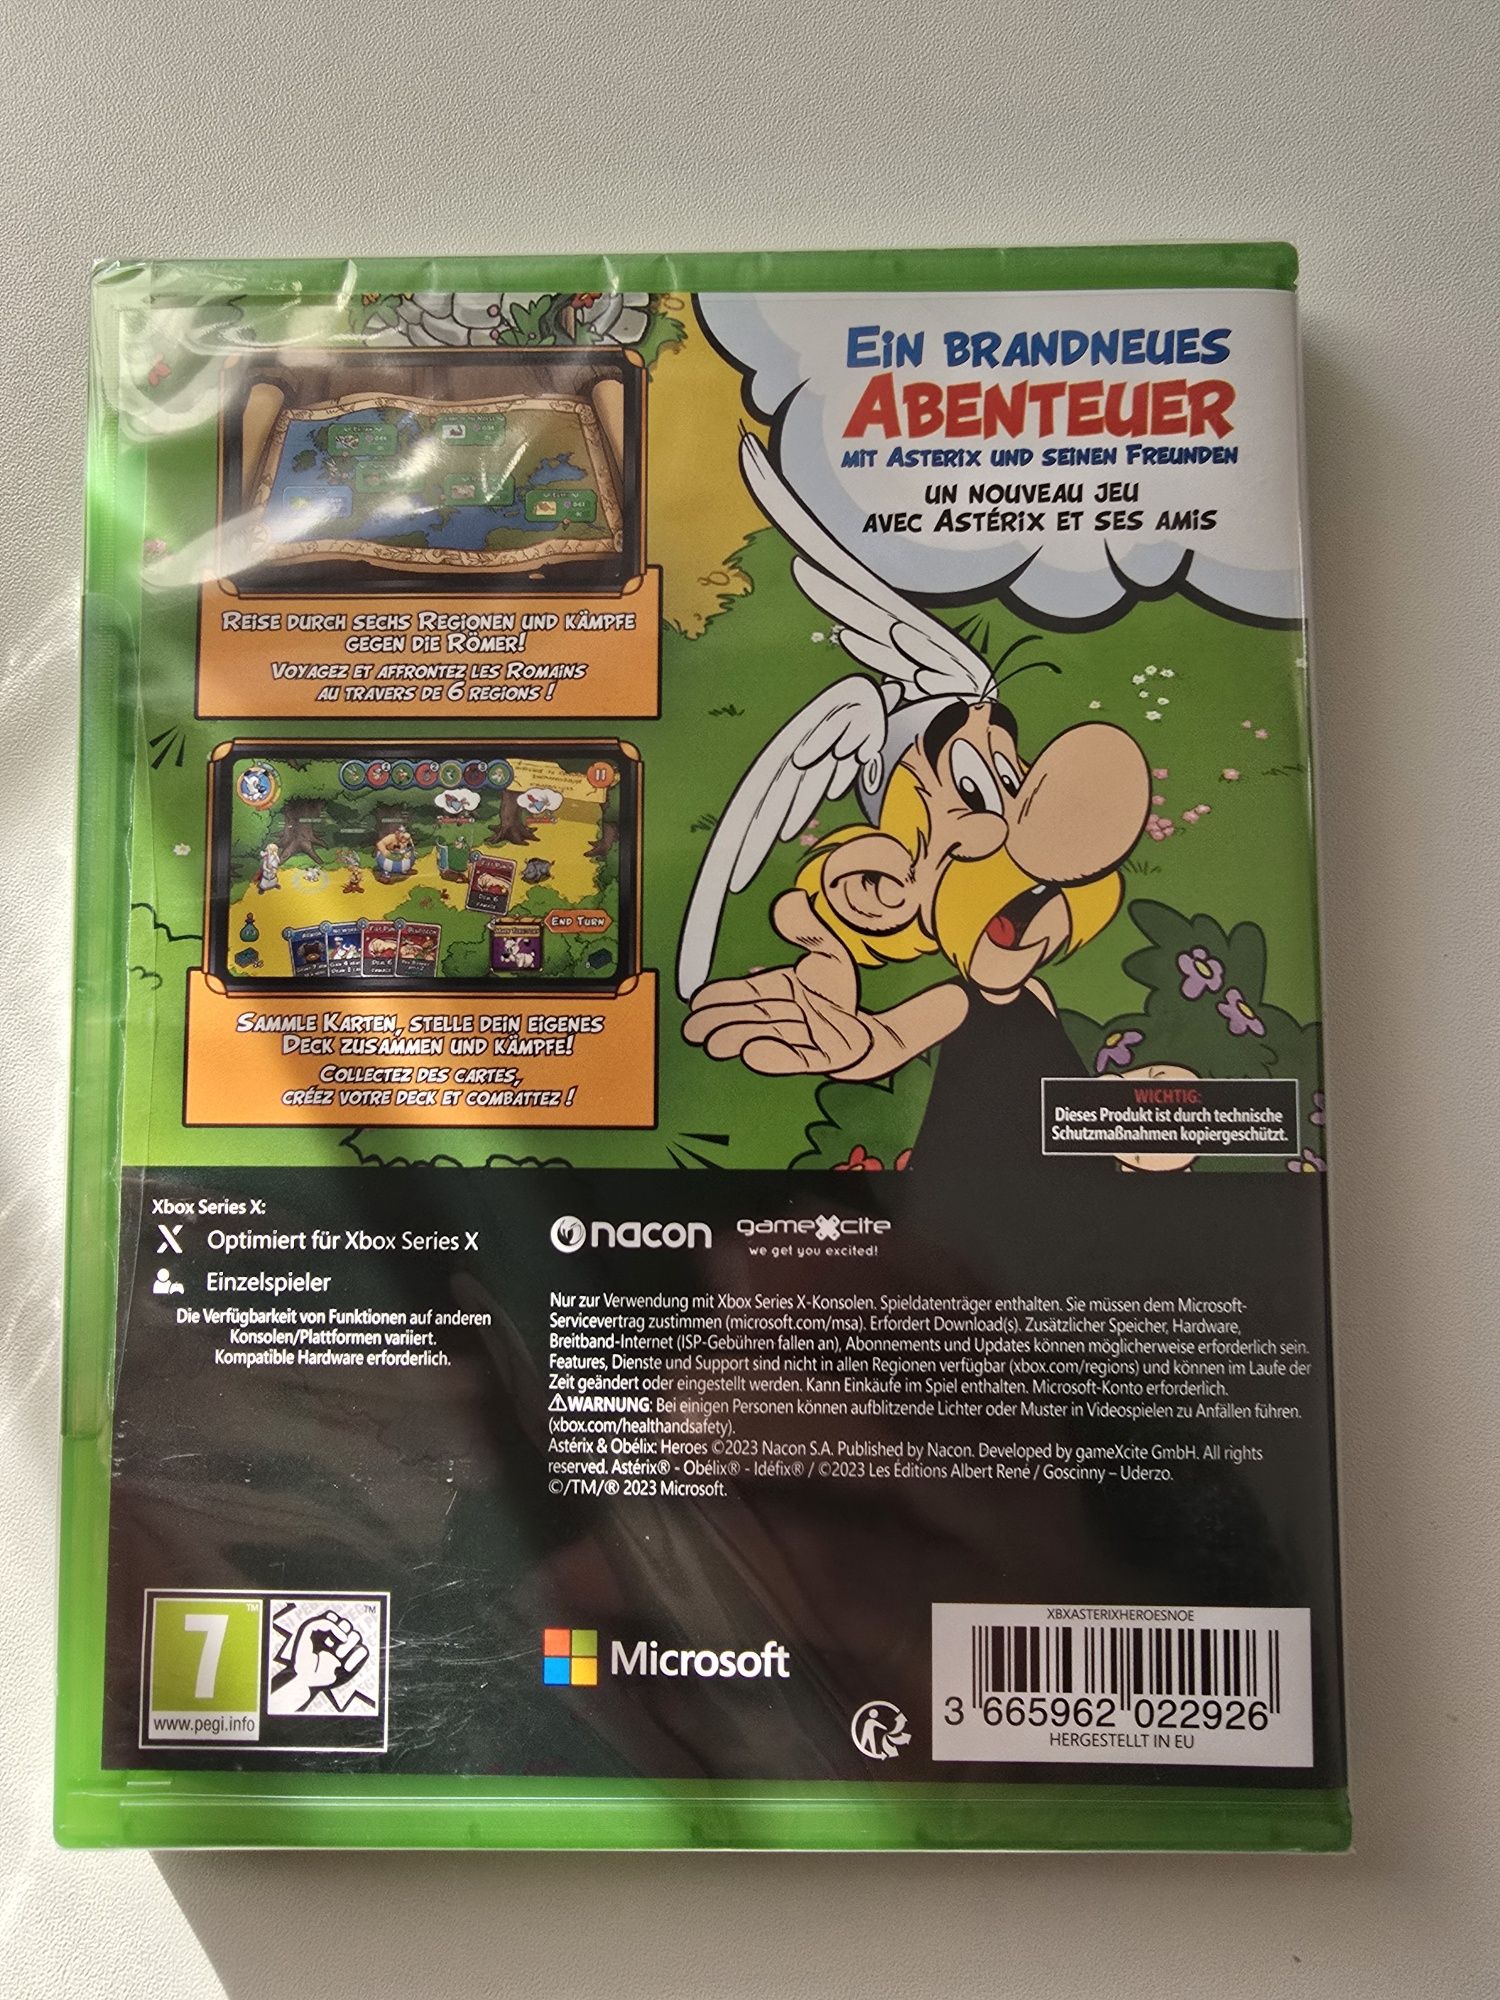 EIN BRANDNEUES
ABENTEUER
MIT ASTERIX UND SEINEN FREUNDEN
UN NOUVEAU JEU
AVEC ASTÉRIX ET SES AMIS
REISE DURCH SECHS REGIONEN UND KÄMPFE
GEGEN DIE RÖMER!
VOYAGEZ ET AFFRONTEZ LES ROMAINS
AU TRAVERS DE 6 REGIONS !
END TURN
SAMMLE KARTEN, STELLE DEIN EIGENES
DECK ZUSAMMEN UND KÄMPFE!
COLLECTEZ DES CARTES,
CRÉEZ VOTRE DECK ET COMBATTEZ !
WICHTIG:
Dieses Produkt ist durch technische
Schutzmaßnahmen kopiergeschützt.
Xbox Series X:
X Optimiert für Xbox Series X
Einzelspieler
Die Verfügbarkeit von Funktionen auf anderen
Konsolen/Plattformen variiert.
Kompatible Hardware erforderlich.
nacon
gameXcite
we get you excited!
Nur zur Verwendung mit Xbox Series X-Konsolen. Spieldatenträger enthalten. Sie müssen dem Microsoft-
Servicevertrag zustimmen (microsoft.com/msa). Erfordert Download(s). Zusätzlicher Speicher, Hardware,
Breitband-Internet (ISP-Gebühren fallen an), Abonnements und Updates können möglicherweise erforderlich sein.
Features, Dienste und Support sind nicht in allen Regionen verfügbar (xbox.com/regions) und können im Laufe der
Zeit geändert oder eingestellt werden. Kann Einkäufe im Spiel enthalten. Microsoft-Konto erforderlich.
⚠WARNUNG: Bei einigen Personen können aufblitzende Lichter oder Muster in Videospielen zu Anfällen führen.
(xbox.com/healthandsafety).
Astérix & Obélix: Heroes ©2023 Nacon S.A. Published by Nacon. Developed by gameXcite GmbH. All rights
reserved. Astérix® - Obélix® - Idéfix® / ©2023 Les Éditions Albert René / Goscinny – Uderzo.
©/TM/® 2023 Microsoft.
7
www.pegi.info
Microsoft
XBXASTERIXHEROESNOE
3 665962 022926
HERGESTELLT IN EU